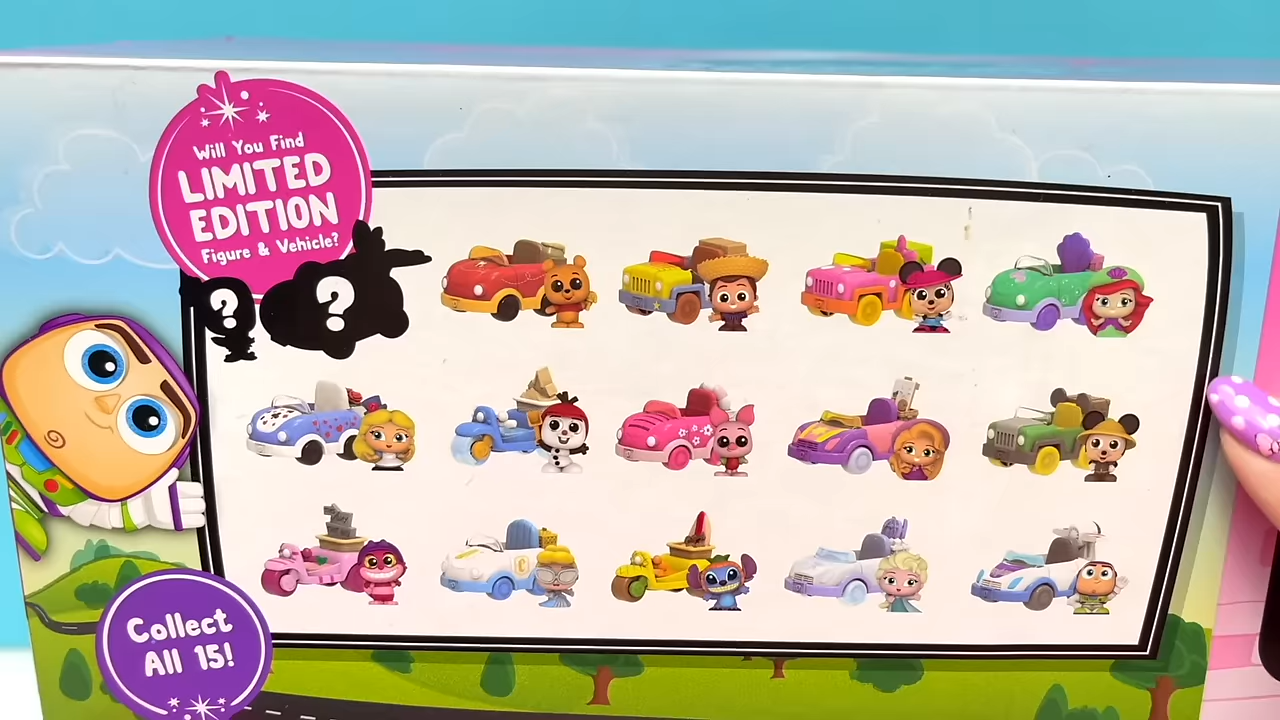 Will You Find
LIMITED
EDITION
Figure & Vehicle?
?
?
Collect
All 15!